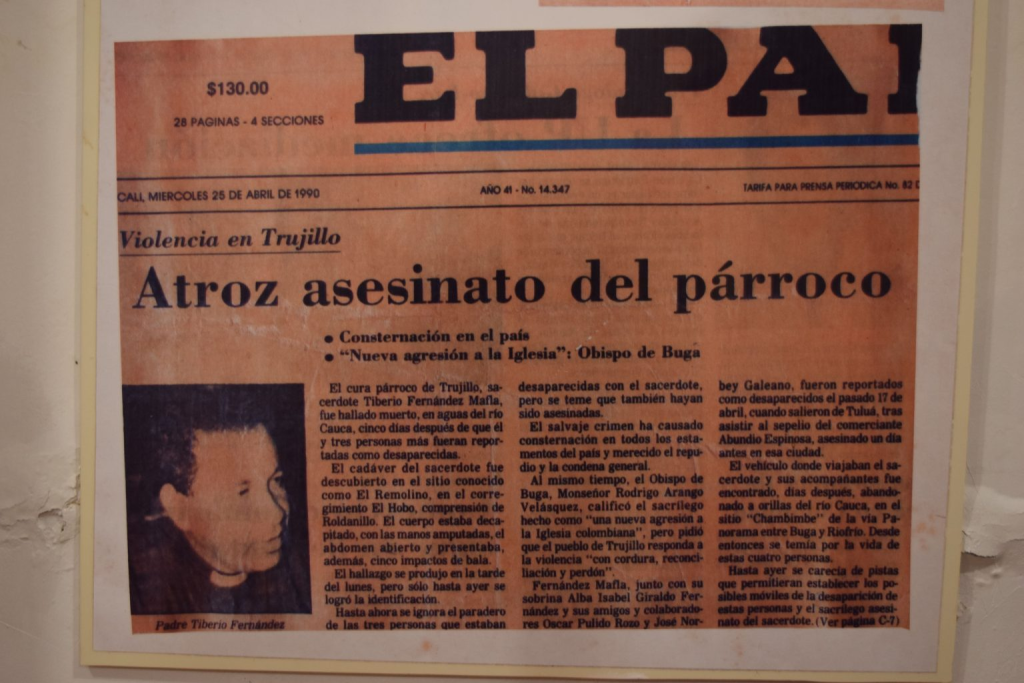 $130.00
28 PAGINAS - 4 SECCIONES
EL PAI
CALI, MIERCOLES 25 DE ABRIL DE 1990
AÑO 41 - No. 14.347
TARIFA PARA PRENSA PERIODICA No. 82
Violencia en Trujillo
Atroz asesinato del párroco
● Consternación en el país
● “Nueva agresión a la Iglesia”: Obispo de Buga
El cura párroco de Trujillo, sa-
cerdote Tiberio Fernández Mafla,
fue hallado muerto, en aguas del río
Cauca, cinco días después de que él
y tres personas más fueran repor-
tadas como desaparecidas.
El cadáver del sacerdote fue
descubierto en el sitio conocido
como El Remolino, en el corre-
gimiento El Hobo, comprensión de
Roldanillo. El cuerpo estaba deca-
pitado, con las manos amputadas, el
abdomen abierto y presentaba,
además, cinco impactos de bala.
El hallazgo se produjo en la tarde
del lunes, pero sólo hasta ayer se
logró la identificación.
Hasta ahora se ignora el paradero
de las tres personas que estaban
desaparecidas con el sacerdote,
pero se teme que también hayan
sido asesinadas.
El salvaje crimen ha causado
consternación en todos los esta-
mentos del país y merecido el repu-
dio y la condena general.
Al mismo tiempo, el Obispo de
Buga, Monseñor Rodrigo Arango
Velásquez, calificó el sacrílego
hecho como “una nueva agresión a
la Iglesia colombiana”, pero pidió
que el pueblo de Trujillo responda a
la violencia “con cordura, reconci-
liación y perdón”.
Fernández Mafla, junto con su
sobrina Alba Isabel Giraldo Fer-
nández y sus amigos y colaborado-
res Oscar Pulido Rozo y José Nor-
bey Galeano, fueron reportados
como desaparecidos el pasado 17 de
abril, cuando salieron de Tuluá, tras
asistir al sepelio del comerciante
Abundio Espinosa, asesinado un día
antes en esa ciudad.
El vehículo donde viajaban el sa-
cerdote y sus acompañantes fue
encontrado, días después, abando-
nado a orillas del río Cauca, en el
sitio “Chambimbe” de la vía Pa-
norama entre Buga y Riofrío. Desde
entonces se temía por la vida de
estas cuatro personas.
Hasta ayer se carecía de pistas
que permitieran establecer los po-
sibles móviles de la desaparición de
estas personas y el sacrílego asesi-
nato del sacerdote. (Ver página C-7)
Padre Tiberio Fernández